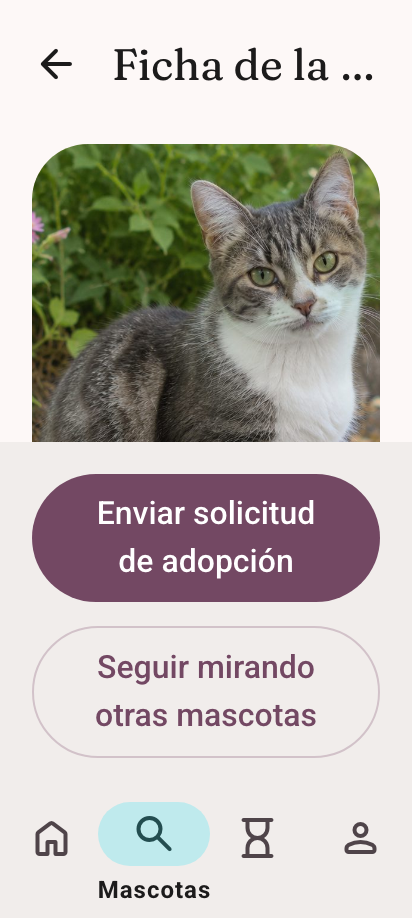 Ficha de la ...
Enviar solicitud
de adopción
Seguir mirando
otras mascotas
Mascotas